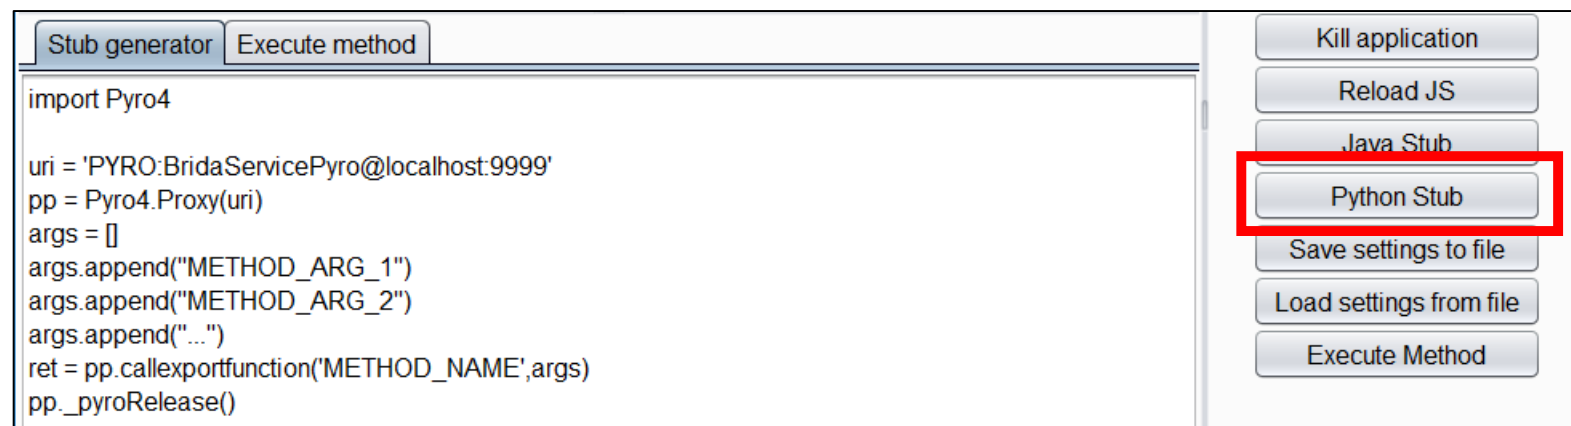 Stub generator
Execute method
import Pyro4
uri = 'PYRO:BridaServicePyro@localhost:9999'
pp = Pyro4.Proxy(uri)
args = []
args.append("METHOD_ARG_1")
args.append("METHOD_ARG_2")
args.append("...")
ret = pp.callexportfunction('METHOD_NAME',args)
pp._pyroRelease()
Kill application
Reload JS
Java Stub
Python Stub
Save settings to file
Load settings from file
Execute Method